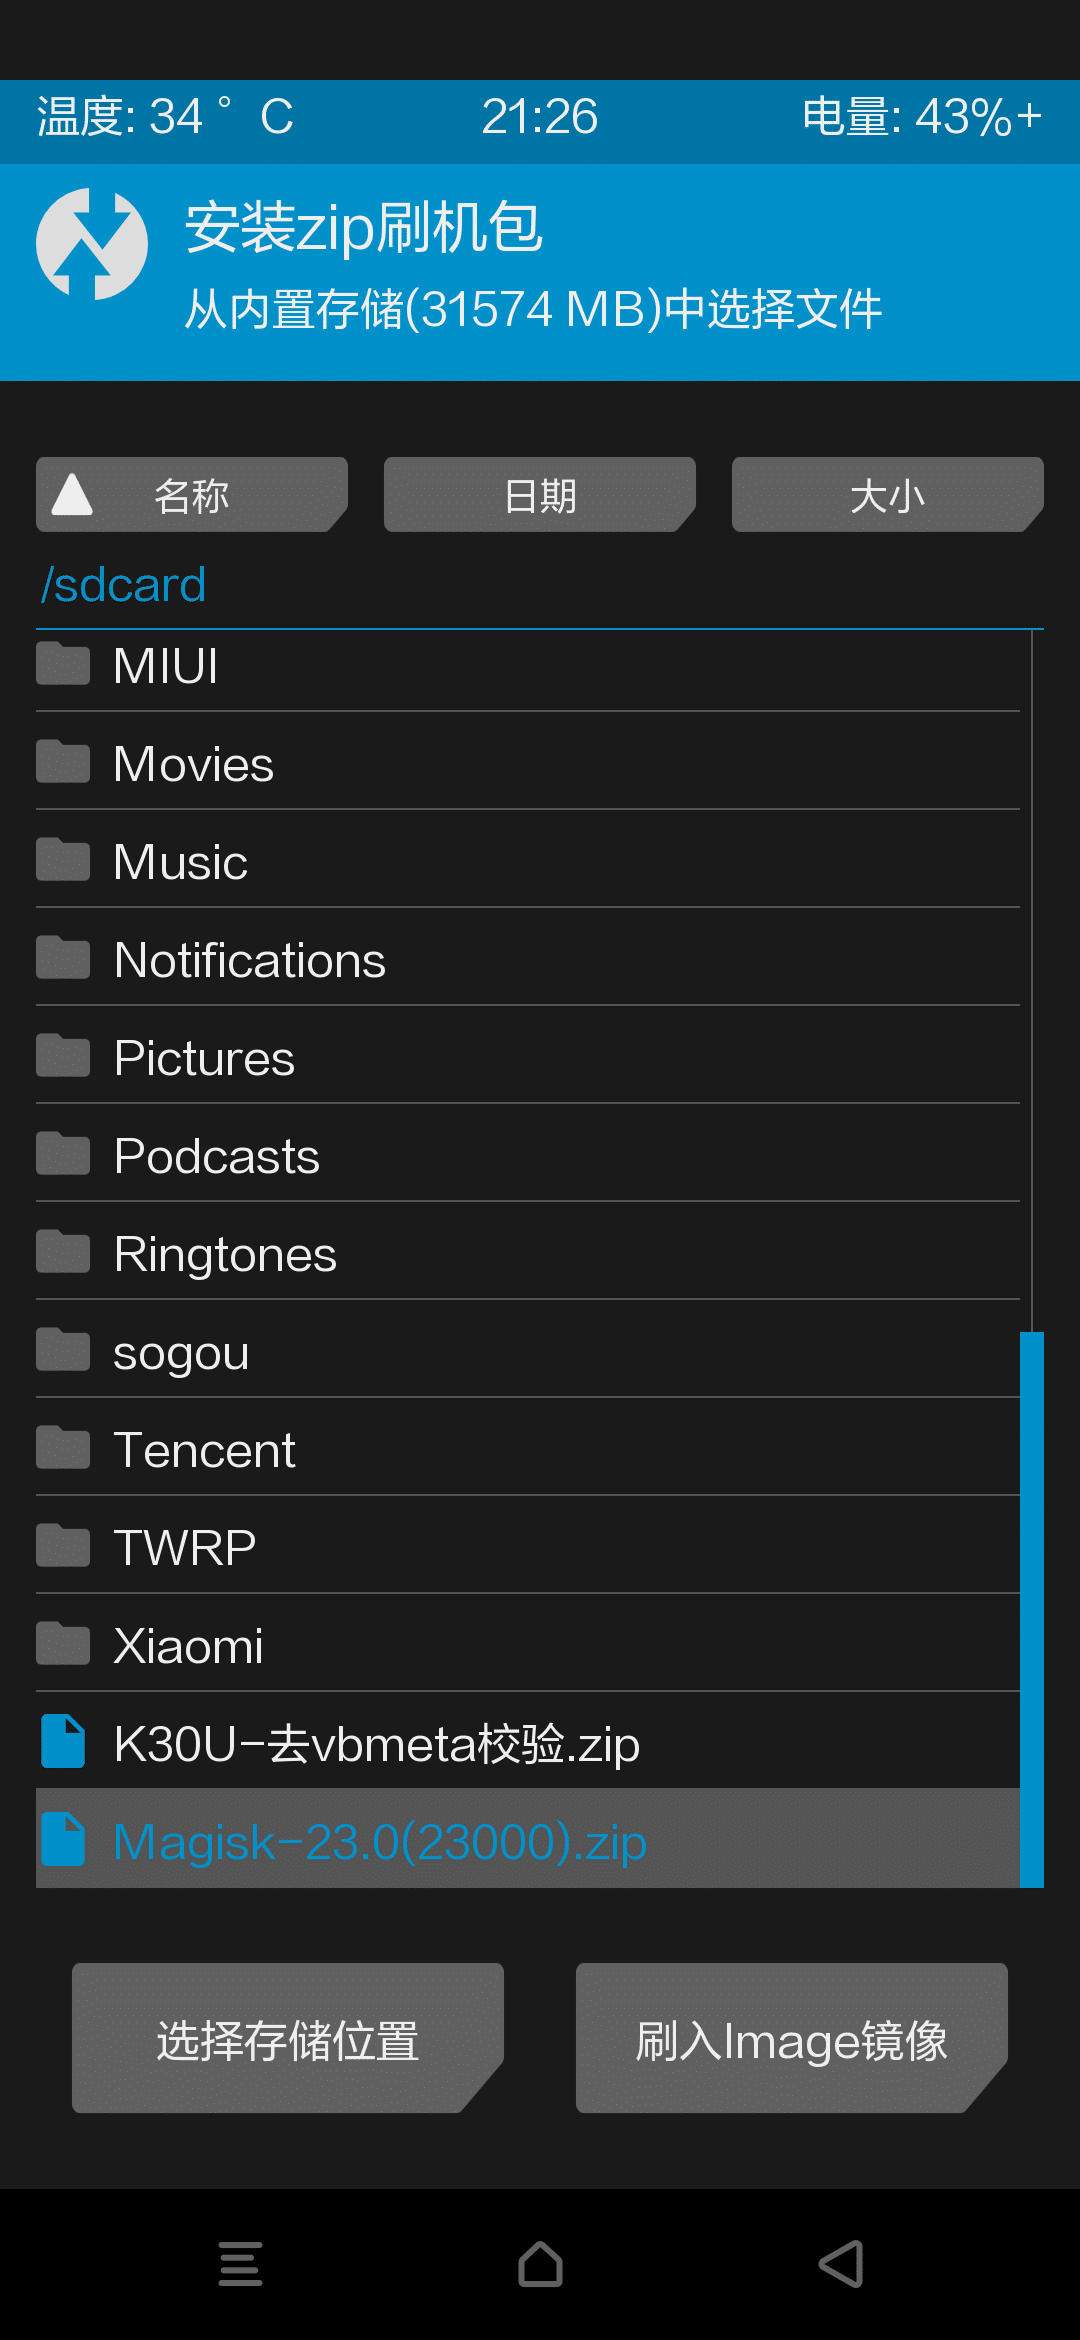 温度: 34 ° C 21:26 电量: 43%+
安装zip刷机包
从内置存储(31574 MB)中选择文件
名称 日期 大小
/sdcard
MIUI
Movies
Music
Notifications
Pictures
Podcasts
Ringtones
sogou
Tencent
TWRP
Xiaomi
K30U-去vbmeta校验.zip
Magisk-23.0(23000).zip
选择存储位置 刷入Image镜像